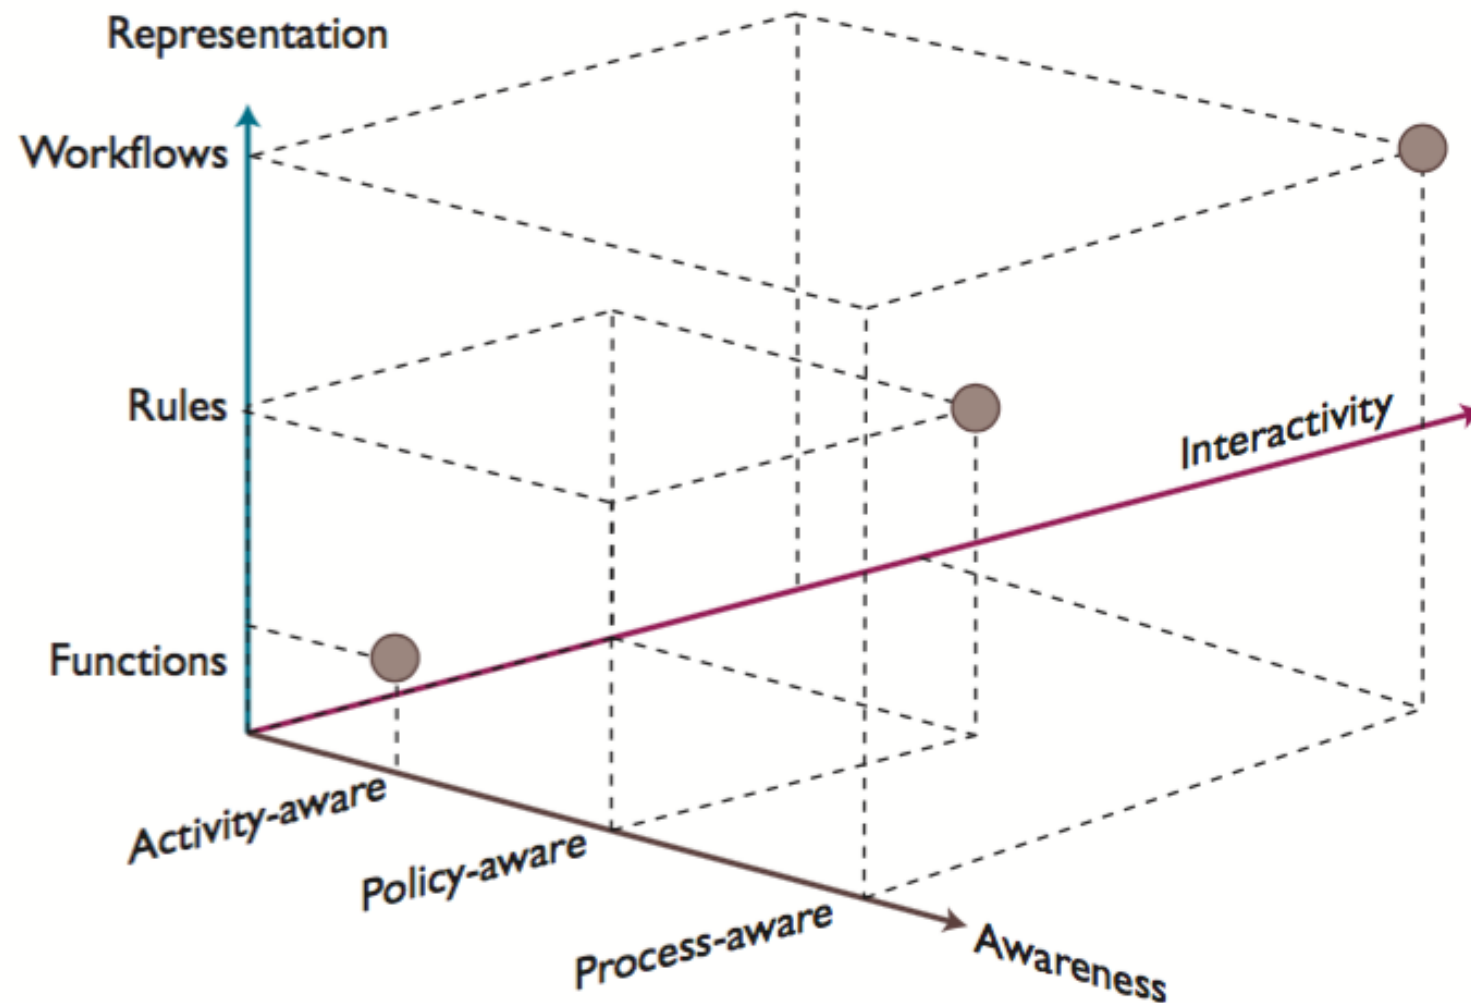 Representation
Workflows
Rules
Interactivity
Functions
Activity-aware
Policy-aware
Process-aware
Awareness